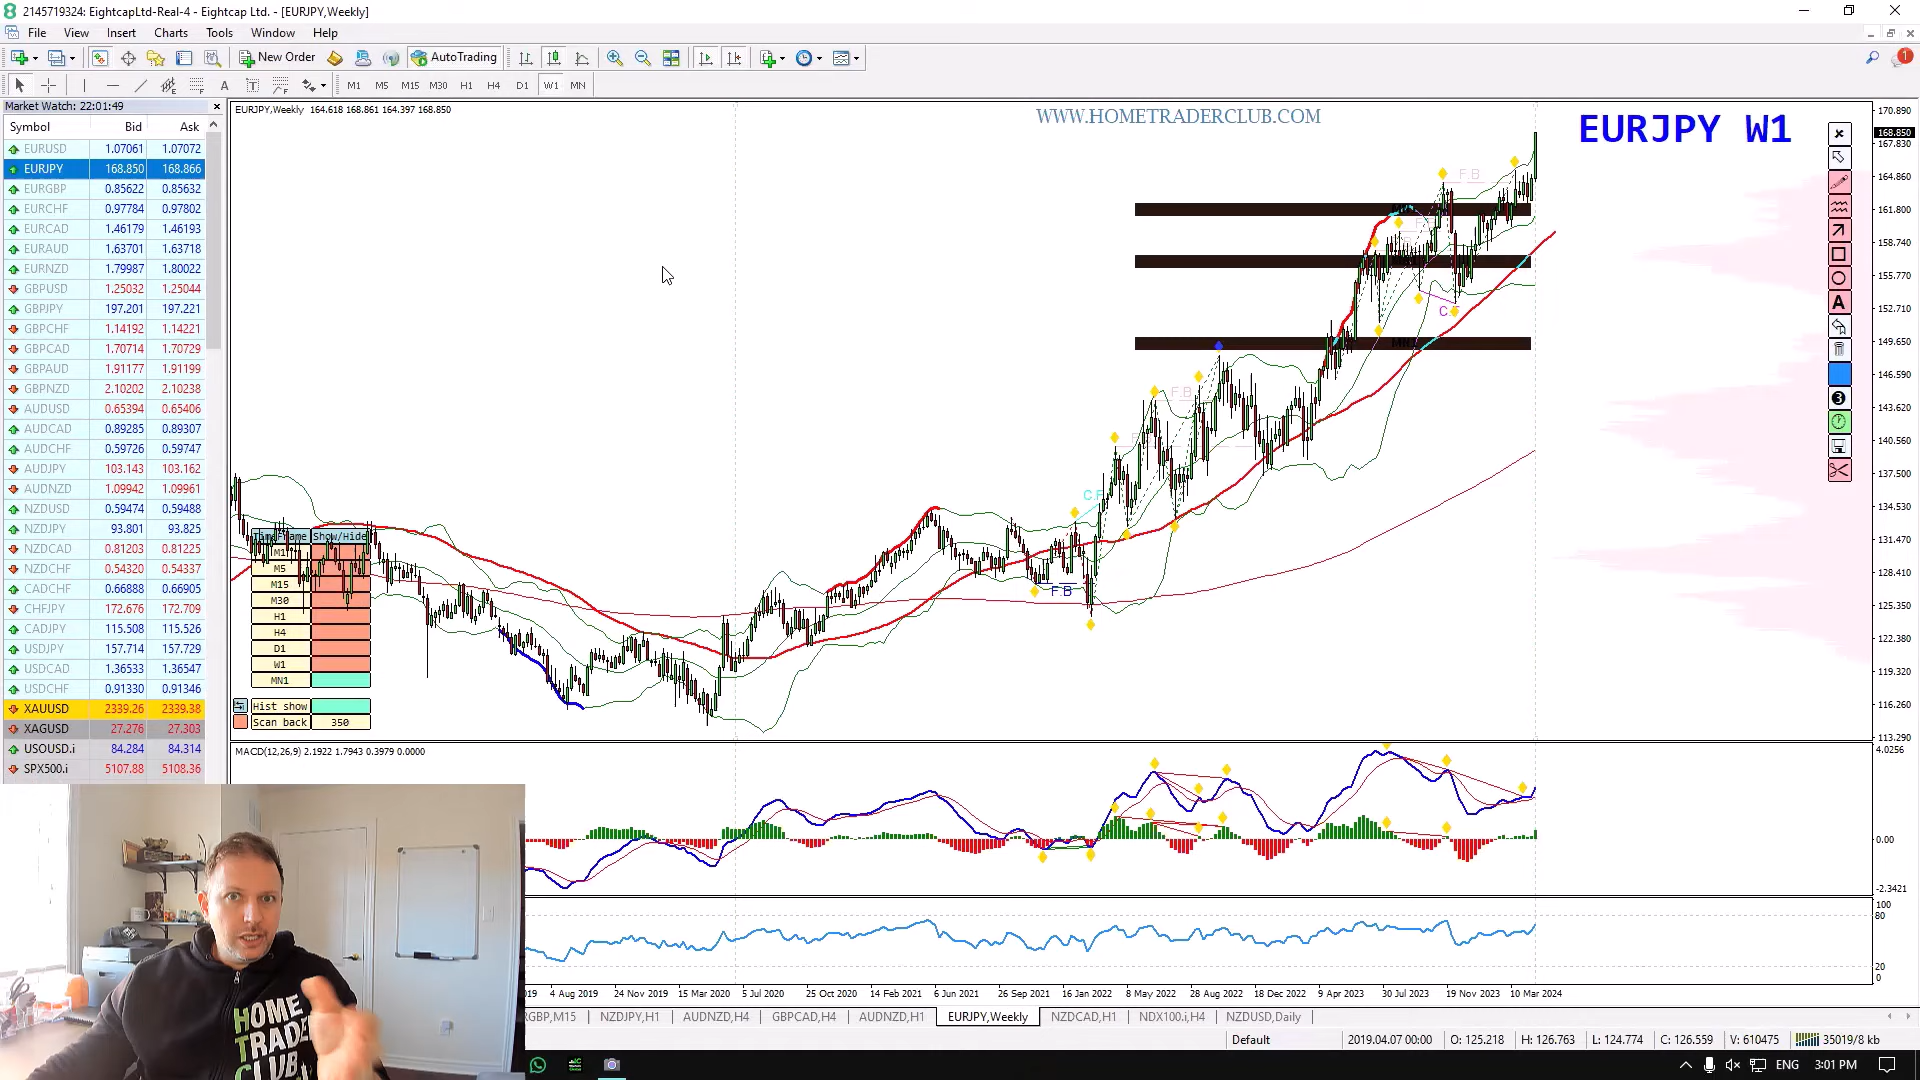 2145719324: EightcapLtd-Real-4 - Eightcap Ltd. - [EURJPY,Weekly]
File View Insert Charts Tools Window Help
New Order AutoTrading
1
A T M1 M5 M15 M30 H1 H4 D1 W1 MN
Market Watch: 22:01:49
Symbol Bid Ask
EURUSD 1.07061 1.07072
EURJPY 168.850 168.866
EURGBP 0.85622 0.85632
EURCHF 0.97784 0.97802
EURCAD 1.46179 1.46193
EURAUD 1.63701 1.63718
EURNZD 1.79987 1.80022
GBPUSD 1.25032 1.25044
GBPJPY 197.201 197.221
GBPCHF 1.14192 1.14221
GBPCAD 1.70714 1.70729
GBPAUD 1.91177 1.91199
GBPNZD 2.10202 2.10238
AUDUSD 0.65394 0.65406
AUDCAD 0.89285 0.89307
AUDCHF 0.59726 0.59747
AUDJPY 103.143 103.162
AUDNZD 1.09942 1.09961
NZDUSD 0.59474 0.59488
NZDJPY 93.801 93.825
NZDCAD 0.81203 0.81225
NZDCHF 0.54320 0.54337
CADCHF 0.66888 0.66905
CHFJPY 172.676 172.709
CADJPY 115.508 115.526
USDJPY 157.714 157.729
USDCAD 1.36533 1.36547
USDCHF 0.91330 0.91346
XAUUSD 2339.26 2339.38
XAGUSD 27.276 27.303
USOUSD.i 84.284 84.314
SPX500.i 5107.88 5108.36
EURJPY,Weekly 164.618 168.861 164.397 168.850
WWW.HOMETRADERCLUB.COM
EURJPY W1
F.B
C.F
F.B
C.F
F.B
TimeFrame Show/Hide
M1
M5
M15
M30
H1
H4
D1
W1
MN1
Hist show
Scan back 350
A
3
170.890
168.850
167.830
164.860
161.800
158.740
155.770
152.710
149.650
146.590
143.620
140.560
137.500
134.530
131.470
128.410
125.350
122.380
119.320
116.260
113.290
MACD(12,26,9) 2.1922 1.7943 0.3979 0.0000
4.0256
0.00
-2.3421
100
80
20
0
2019 4 Aug 2019 24 Nov 2019 15 Mar 2020 5 Jul 2020 25 Oct 2020 14 Feb 2021 6 Jun 2021 26 Sep 2021 16 Jan 2022 8 May 2022 28 Aug 2022 18 Dec 2022 9 Apr 2023 30 Jul 2023 19 Nov 2023 10 Mar 2024
RGBP,M15 NZDJPY,H1 AUDNZD,H4 GBPCAD,H4 AUDNZD,H1 EURJPY,Weekly NZDCAD,H1 NDX100.i,H4 NZDUSD,Daily
Default 2019.04.07 00:00 O: 125.218 H: 126.763 L: 124.774 C: 126.559 V: 610475 35019/8 kb
ENG 3:01 PM
HOME
TRADE
CLUB